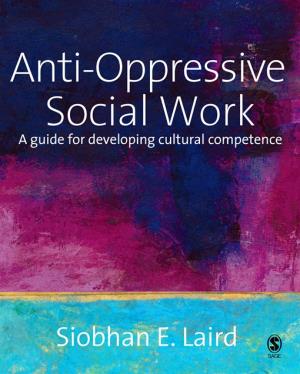 Anti-Oppressive
Social Work
A guide for developing cultural competence
Siobhan E. Laird
S
SAGE